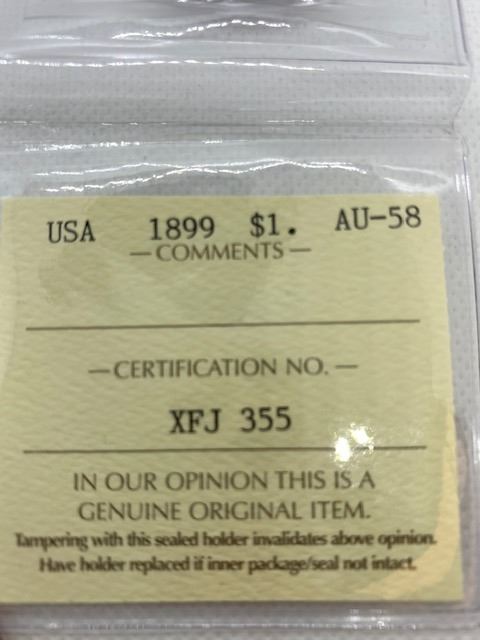 USA 1899 $1. AU-58
— COMMENTS —
— CERTIFICATION NO. —
XFJ 355
IN OUR OPINION THIS IS A
GENUINE ORIGINAL ITEM.
Tampering with this sealed holder invalidates above opinion.
Have holder replaced if inner package/seal not intact.